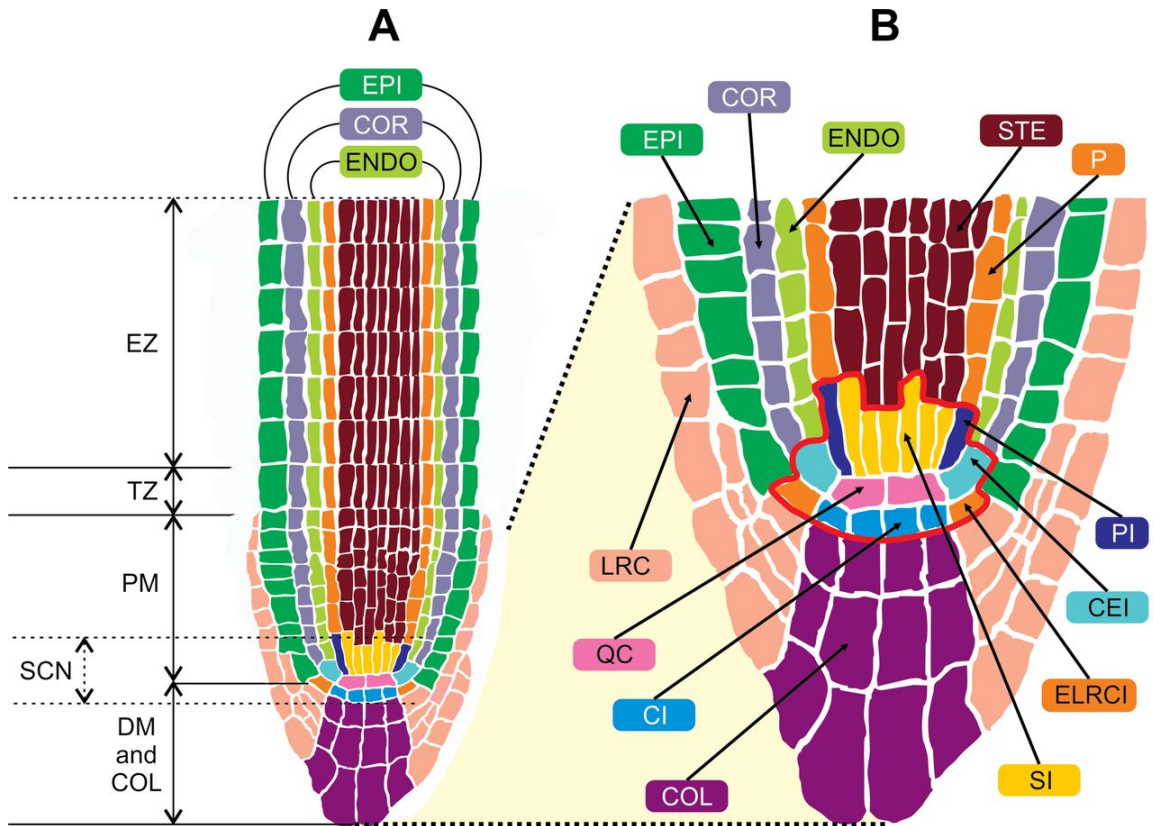 A
B
EPI
COR
ENDO
EZ
TZ
PM
SCN
DM
and
COL
COR
EPI
ENDO
STE
P
LRC
QC
CI
COL
PI
CEI
ELRCI
SI